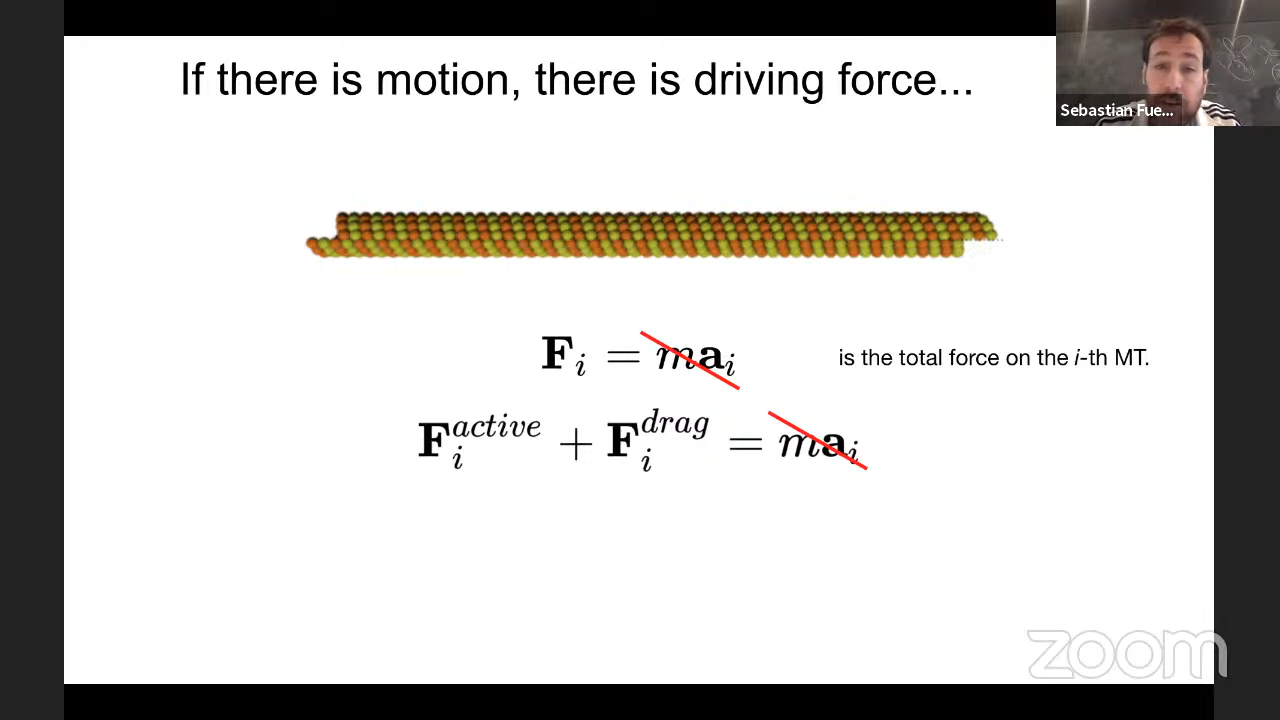 If there is motion, there is driving force...
Sebastian Fue...
F_i = ma_i
is the total force on the i-th MT.
F_i^{active} + F_i^{drag} = ma_i
zoom